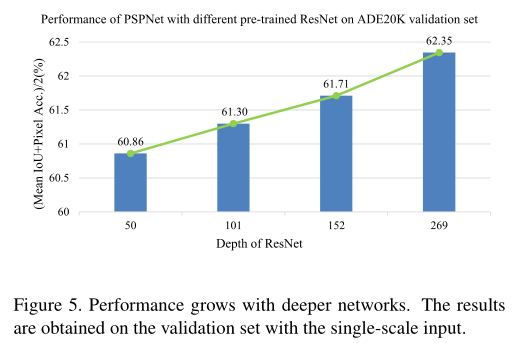 Performance of PSPNet with different pre-trained ResNet on ADE20K validation set
(Mean IoU+Pixel Acc.)/2(%)
62.5
62
61.5
61
60.5
60
60.86
61.30
61.71
62.35
50
101
152
269
Depth of ResNet
Figure 5. Performance grows with deeper networks. The results
are obtained on the validation set with the single-scale input.